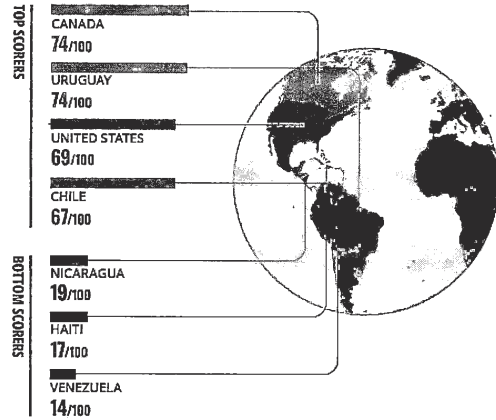 TOP SCORERS
CANADA
74/100
URUGUAY
74/100
UNITED STATES
69/100
CHILE
67/100
BOTTOM SCORERS
NICARAGUA
19/100
HAITI
17/100
VENEZUELA
14/100